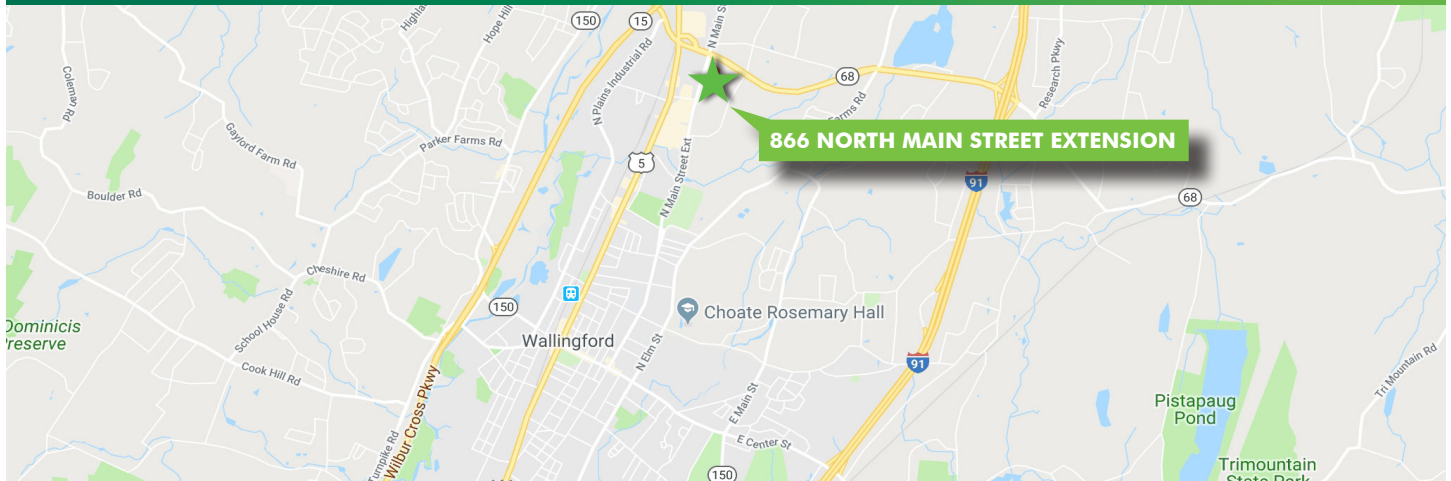 Highla
Hope Hill
150
15
N Main S
Coleman Rd
N Plains Industrial Rd
68
Research Pkwy
Farms Rd
Parker Farms Rd
Gaylord Farm Rd
866 NORTH MAIN STREET EXTENSION
5
N Main Street Ext
91
68
Boulder Rd
Cheshire Rd
150
School House Rd
Choate Rosemary Hall
Dominicis
reserve
Wallingford
N Elm St
Cook Hill Rd
91
Tri Mountain Rd
Wilbur Cross Pkwy
E Main St
Pistapaug
Pond
Turnpike Rd
E Center St
150
Trimountain
State Park